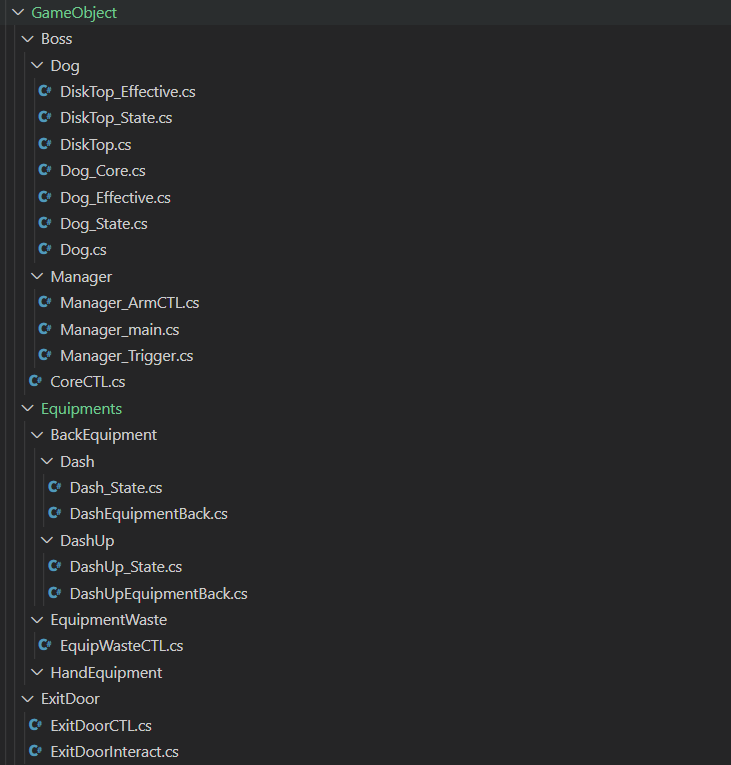 GameObject
Boss
Dog
C# DiskTop_Effective.cs
C# DiskTop_State.cs
C# DiskTop.cs
C# Dog_Core.cs
C# Dog_Effective.cs
C# Dog_State.cs
C# Dog.cs
Manager
C# Manager_ArmCTL.cs
C# Manager_main.cs
C# Manager_Trigger.cs
C# CoreCTL.cs
Equipments
BackEquipment
Dash
C# Dash_State.cs
C# DashEquipmentBack.cs
DashUp
C# DashUp_State.cs
C# DashUpEquipmentBack.cs
EquipmentWaste
C# EquipWasteCTL.cs
HandEquipment
ExitDoor
C# ExitDoorCTL.cs
C# ExitDoorInteract.cs